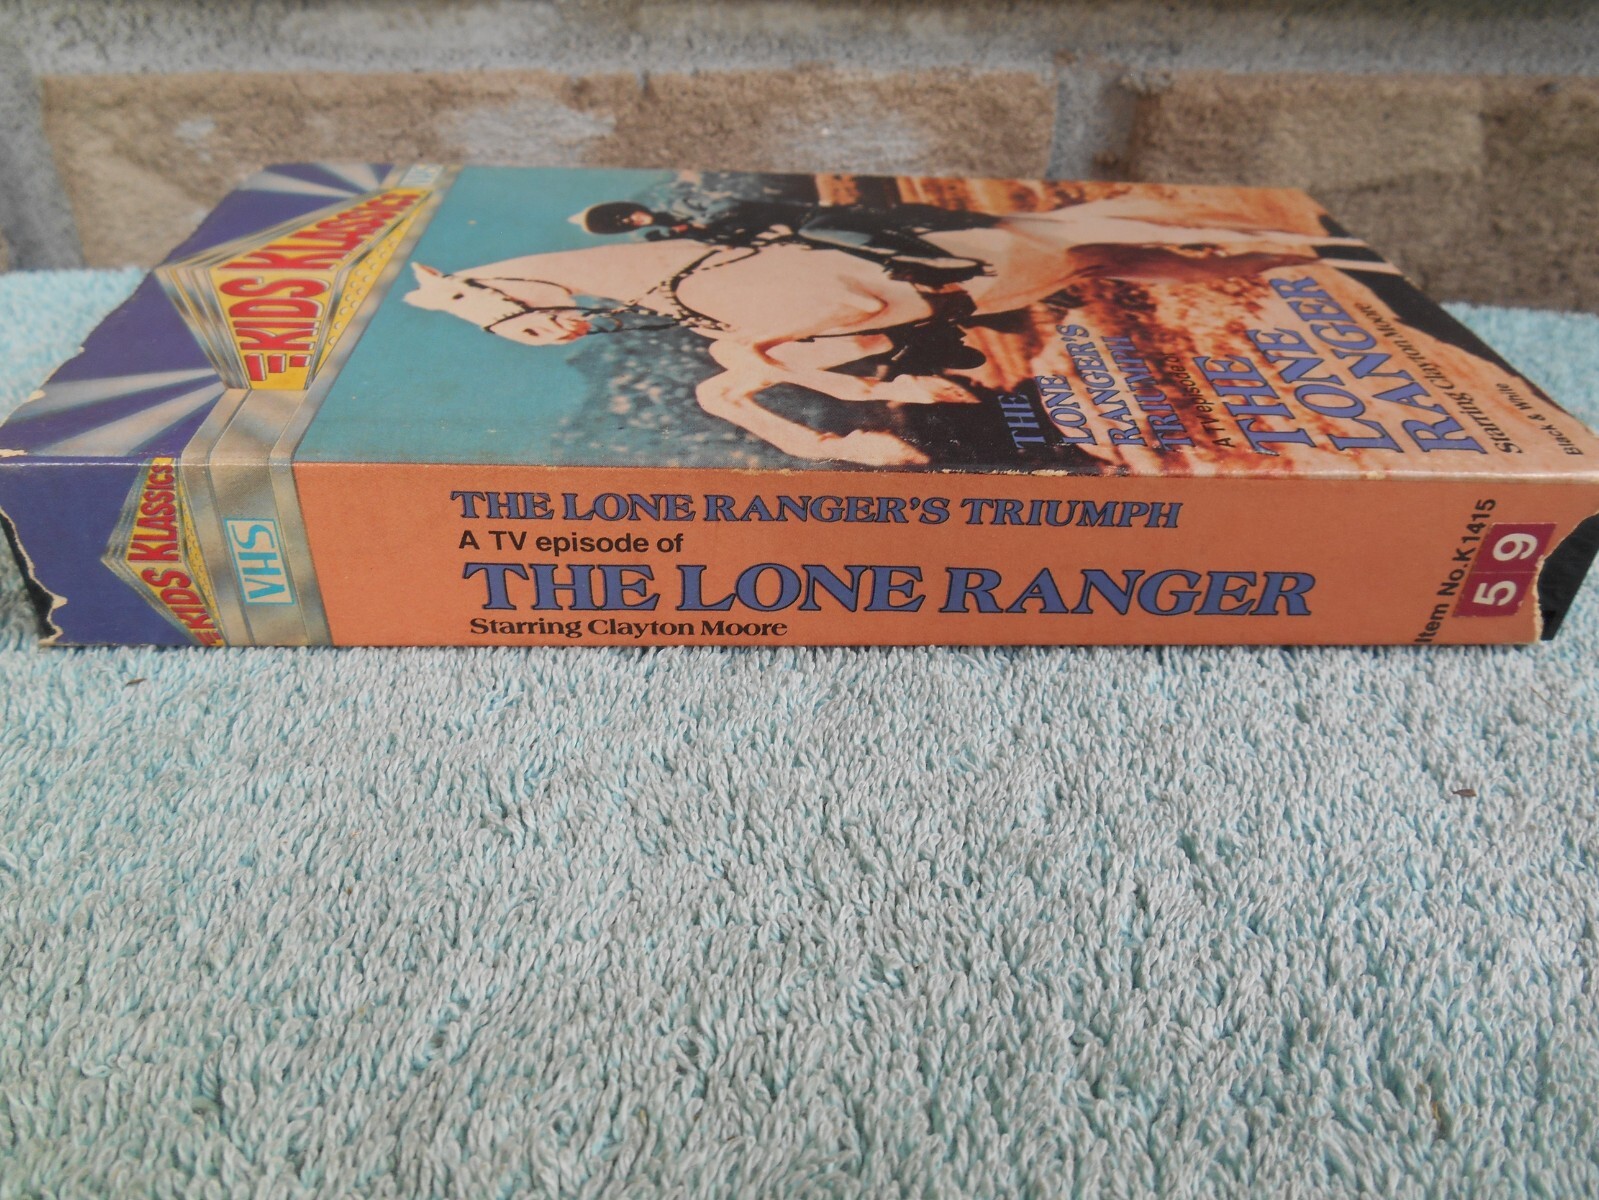 VHS
KIDS KLASSICS
THE
LONE
RANGER'S
TRIUMPH
A TV episode of
THE
LONE
RANGER
Starring Clayton Moore
Black & White
KIDS KLASSICS
VHS
THE LONE RANGER'S TRIUMPH
A TV episode of
THE LONE RANGER
Starring Clayton Moore
Item No.K1415
59